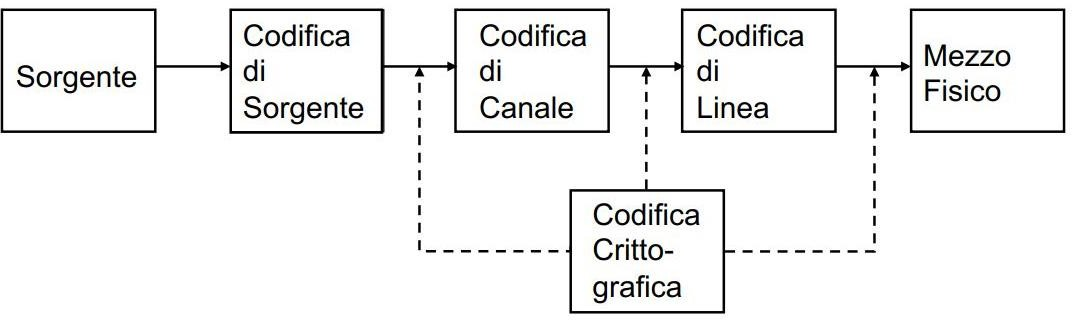 Sorgente
Codifica
di
Sorgente
Codifica
di
Canale
Codifica
di
Linea
Mezzo
Fisico
Codifica
Critto-
grafica